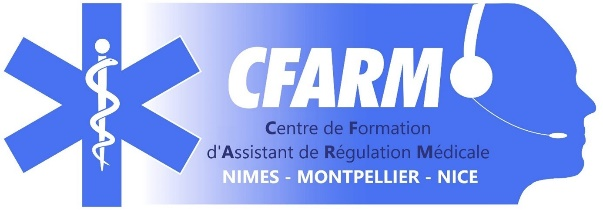 CFARM
Centre de Formation
d'Assistant de Régulation Médicale
NIMES - MONTPELLIER - NICE